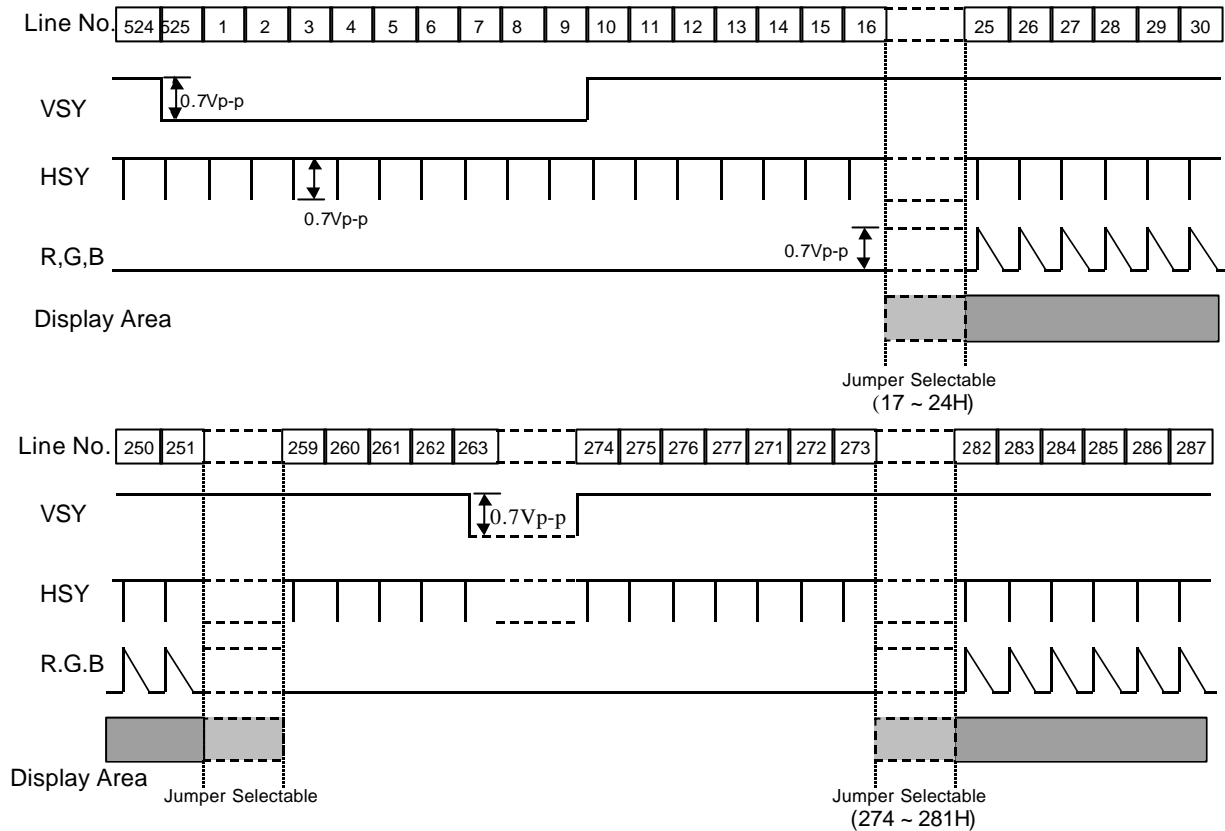 Line No. 524 525 1 2 3 4 5 6 7 8 9 10 11 12 13 14 15 16 25 26 27 28 29 30
VSY
0.7Vp-p
HSY
0.7Vp-p
R,G,B
0.7Vp-p
Display Area
Jumper Selectable
(17 ~ 24H)
Line No. 250 251 259 260 261 262 263 274 275 276 277 271 272 273 282 283 284 285 286 287
VSY
0.7Vp-p
HSY
R.G.B
Display Area
Jumper Selectable
Jumper Selectable
(274 ~ 281H)